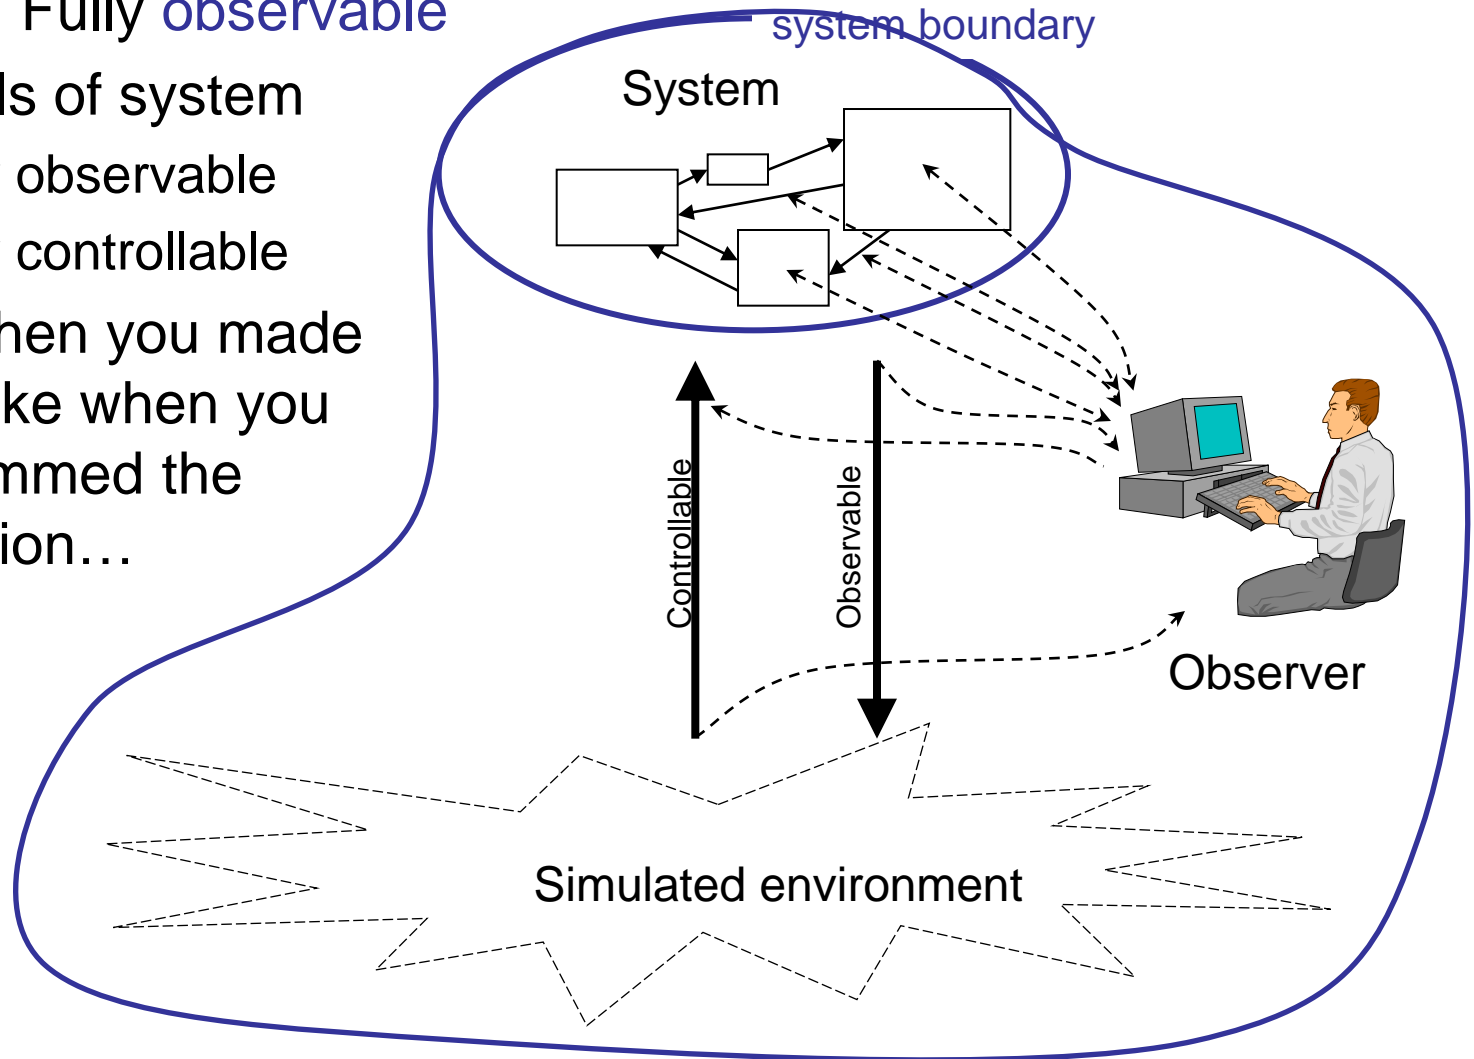 Fully observable
ls of system
observable
controllable
hen you made
ke when you
mmed the
ion…
system boundary
System
Controllable
Observable
Observer
Simulated environment